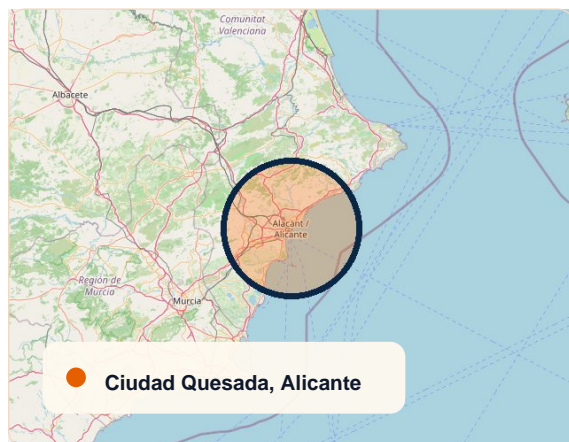 Comunitat
Valenciana
Albacete
Alacant /
Alicante
Región de
Murcia
Murcia
Ciudad Quesada, Alicante